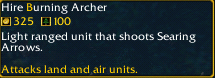 Hire Burning Archer
325 100
Light ranged unit that shoots Searing
Arrows.
Attacks land and air units.